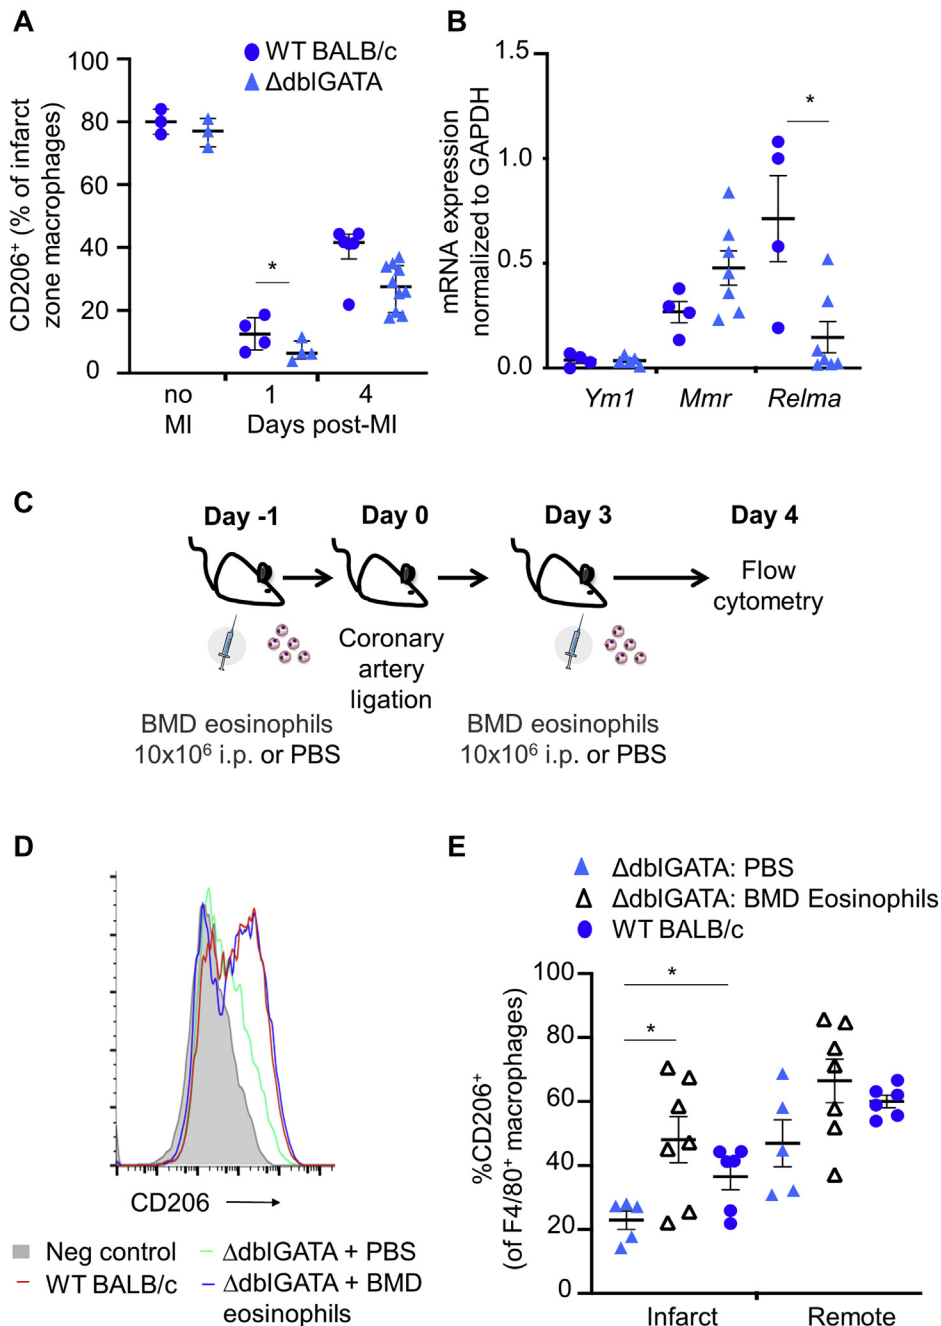 A
WT BALB/c
ΔdblGATA
CD206⁺ (% of infarct
zone macrophages)
100
80
60
40
20
0
*
no
MI
1
4
Days post-MI
B
mRNA expression
normalized to GAPDH
1.5
1.0
0.5
0.0
*
Ym1
Mmr
Relma
C
Day -1
Day 0
Day 3
Day 4
Flow
cytometry
Coronary
artery
ligation
BMD eosinophils
10x10⁶ i.p. or PBS
BMD eosinophils
10x10⁶ i.p. or PBS
D
CD206
Neg control
WT BALB/c
ΔdblGATA + PBS
ΔdblGATA + BMD
eosinophils
E
ΔdblGATA: PBS
ΔdblGATA: BMD Eosinophils
WT BALB/c
%CD206⁺
(of F4/80⁺ macrophages)
100
80
60
40
20
0
*
*
Infarct
Remote